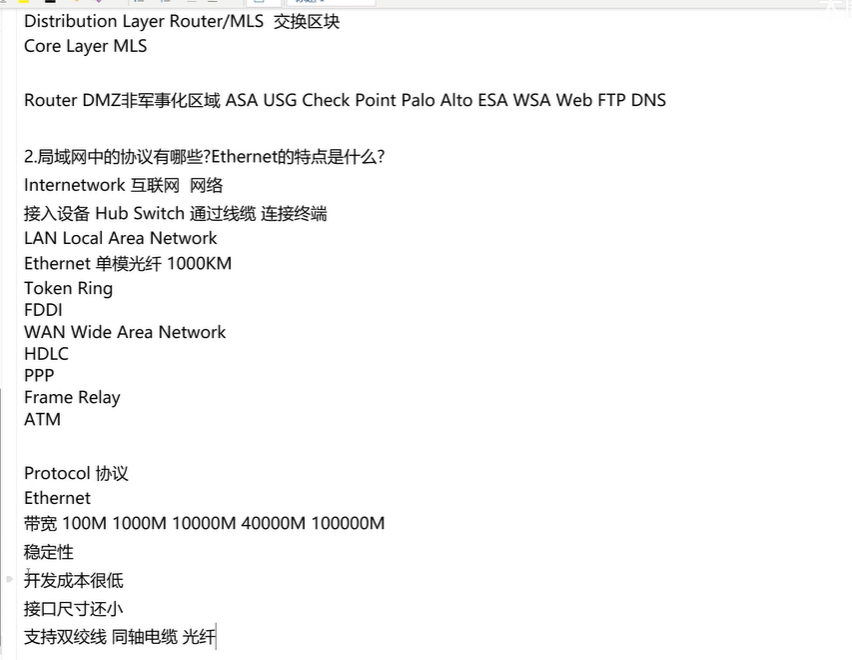 Distribution Layer Router/MLS 交换区块
Core Layer MLS
Router DMZ非军事化区域 ASA USG Check Point Palo Alto ESA WSA Web FTP DNS
2.局域网中的协议有哪些?Ethernet的特点是什么?
Internetwork 互联网 网络
接入设备 Hub Switch 通过线缆 连接终端
LAN Local Area Network
Ethernet 单模光纤 1000KM
Token Ring
FDDI
WAN Wide Area Network
HDLC
PPP
Frame Relay
ATM
Protocol 协议
Ethernet
带宽 100M 1000M 10000M 40000M 100000M
稳定性
开发成本很低
接口尺寸还小
支持双绞线 同轴电缆 光纤